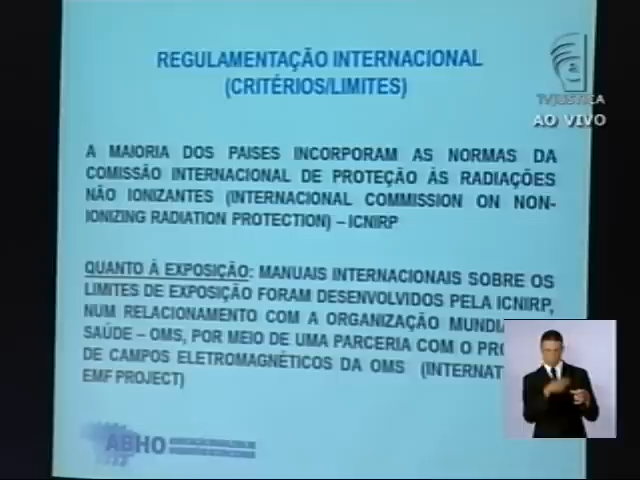 REGULAMENTAÇÃO INTERNACIONAL
(CRITÉRIOS/LIMITES)
TV JUSTIÇA
AO VIVO
A MAIORIA DOS PAISES INCORPORAM AS NORMAS DA
COMISSÃO INTERNACIONAL DE PROTEÇÃO ÀS RADIAÇÕES
NÃO IONIZANTES (INTERNACIONAL COMMISSION ON NON-
IONIZING RADIATION PROTECTION) – ICNIRP
QUANTO À EXPOSIÇÃO: MANUAIS INTERNACIONAIS SOBRE OS
LIMITES DE EXPOSIÇÃO FORAM DESENVOLVIDOS PELA ICNIRP,
NUM RELACIONAMENTO COM A ORGANIZAÇÃO MUNDIA
SAÚDE – OMS, POR MEIO DE UMA PARCERIA COM O PRO
DE CAMPOS ELETROMAGNÉTICOS DA OMS (INTERNAT
EMF PROJECT)
ABHO